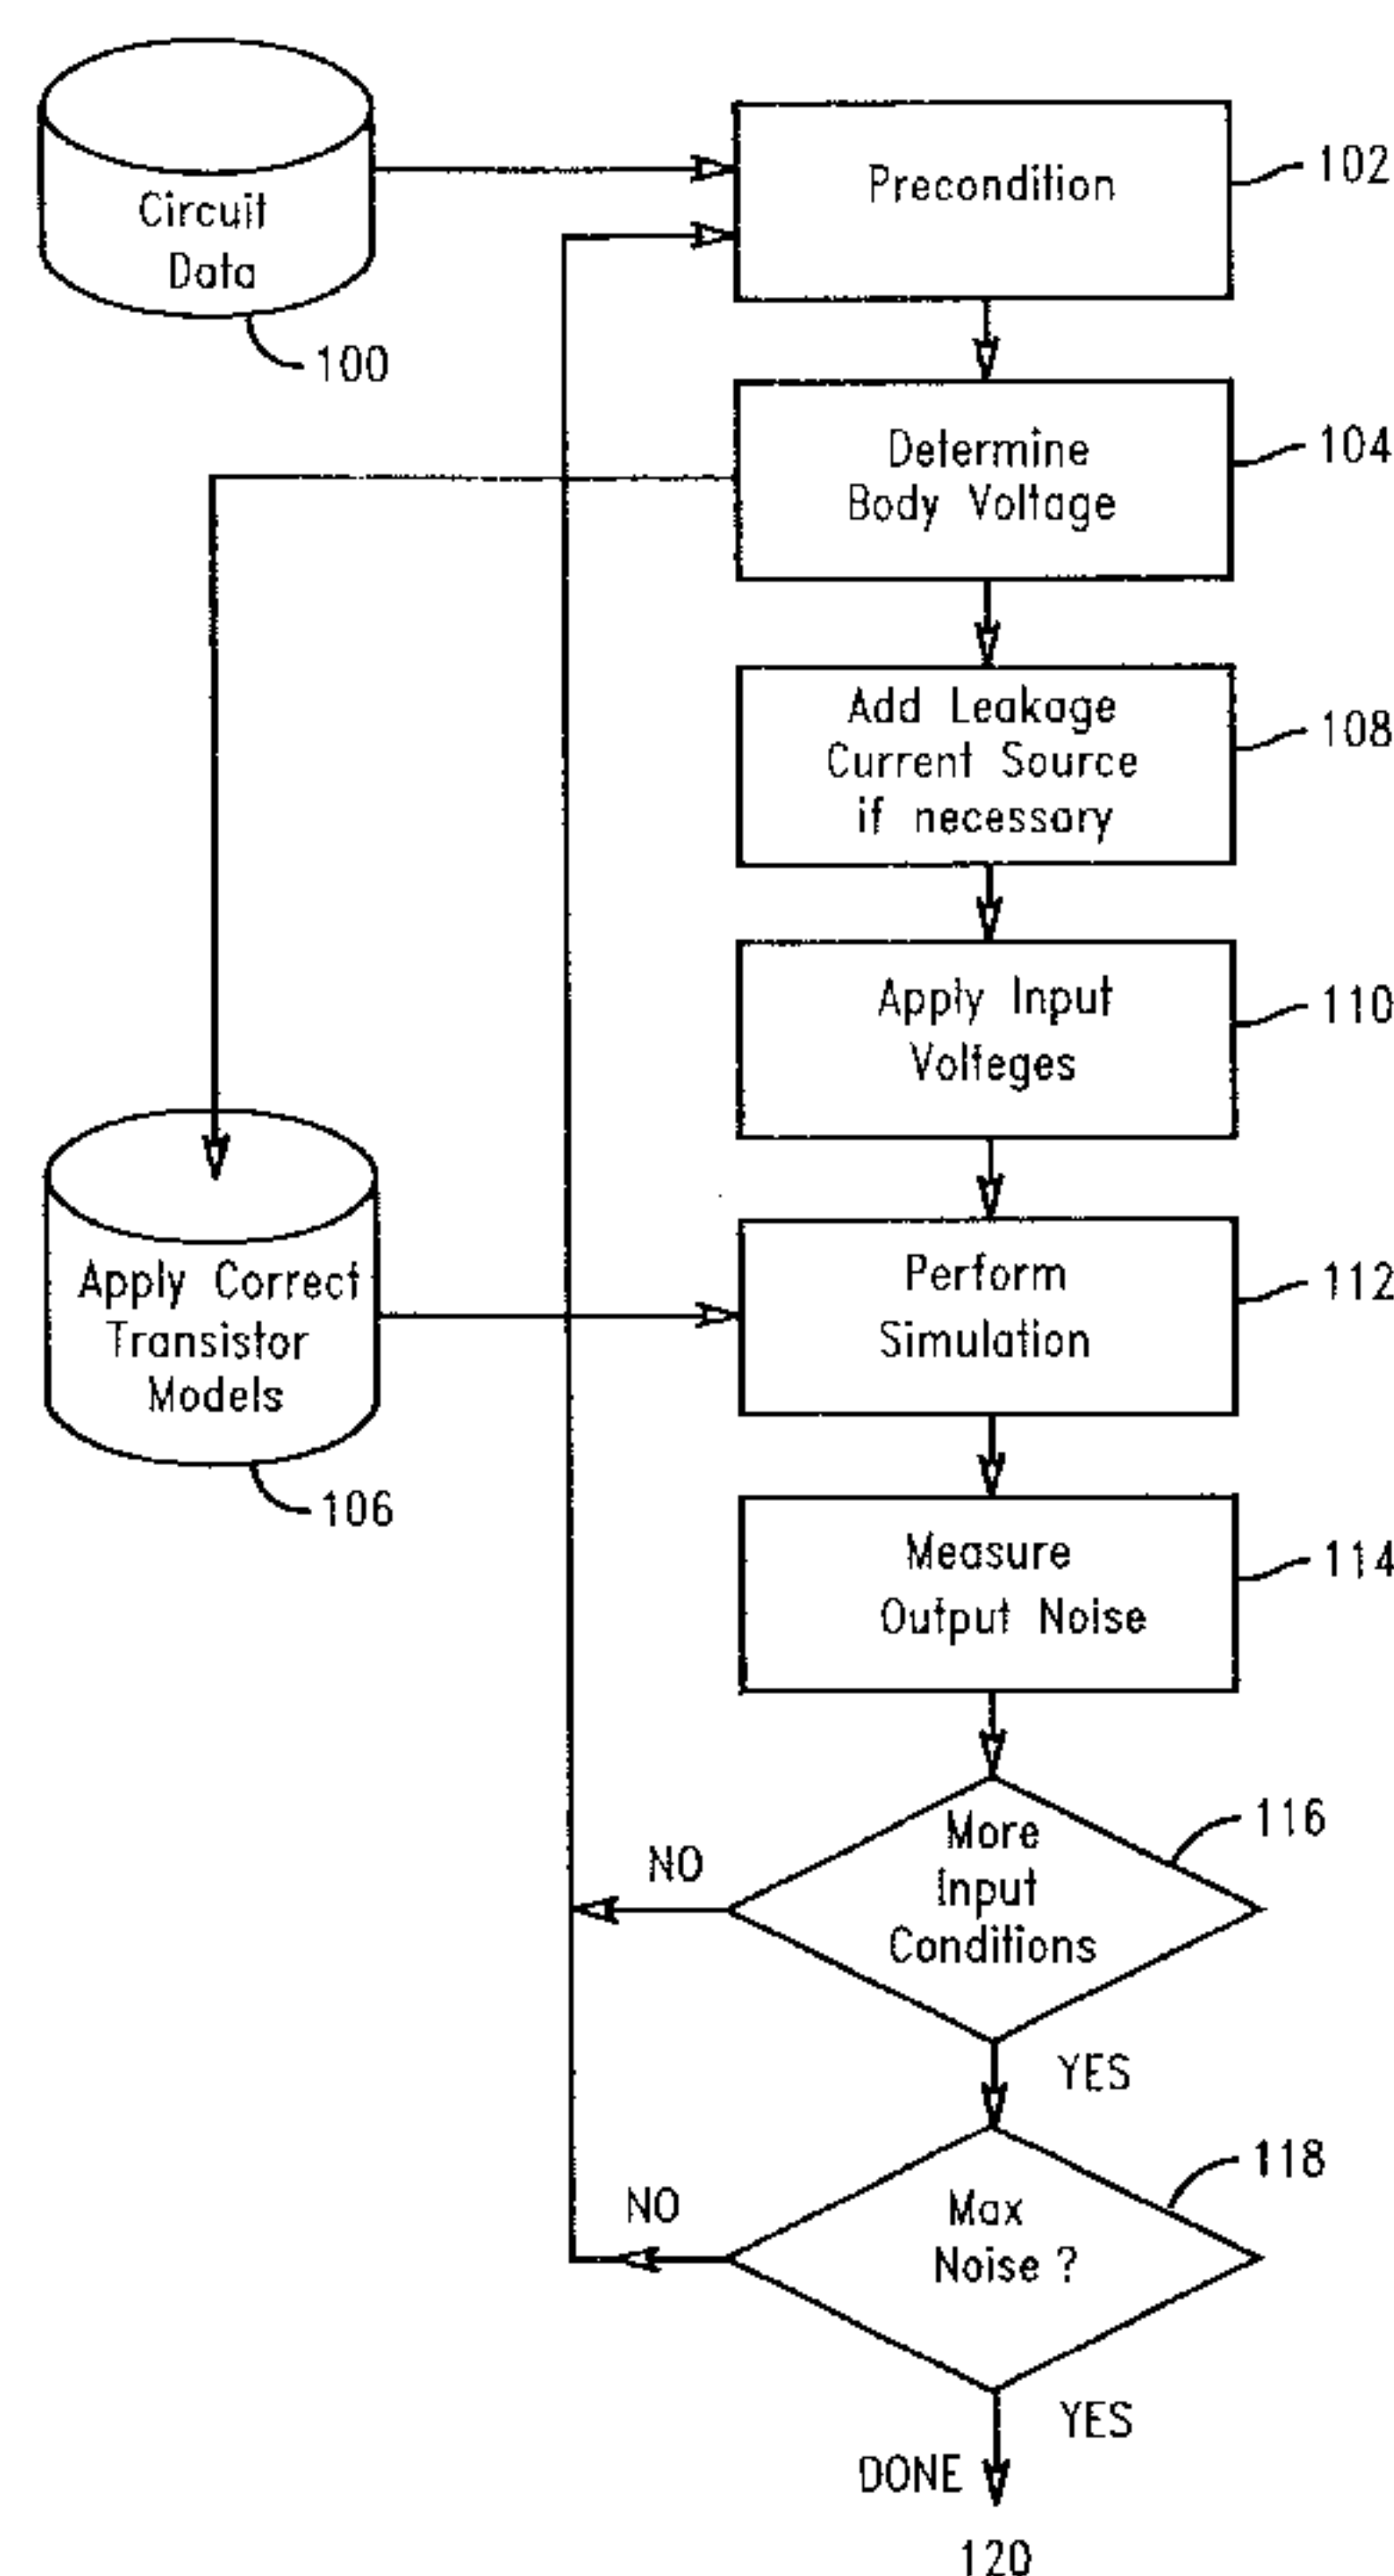 Circuit
Data
100
Precondition
102
Determine
Body Voltage
104
Add Leakage
Current Source
if necessary
108
Apply Input
Volteges
110
Apply Correct
Transistor
Models
106
Perform
Simulation
112
Measure
Output Noise
114
More
Input
Conditions
116
NO
YES
Max
Noise ?
118
NO
YES
DONE
120